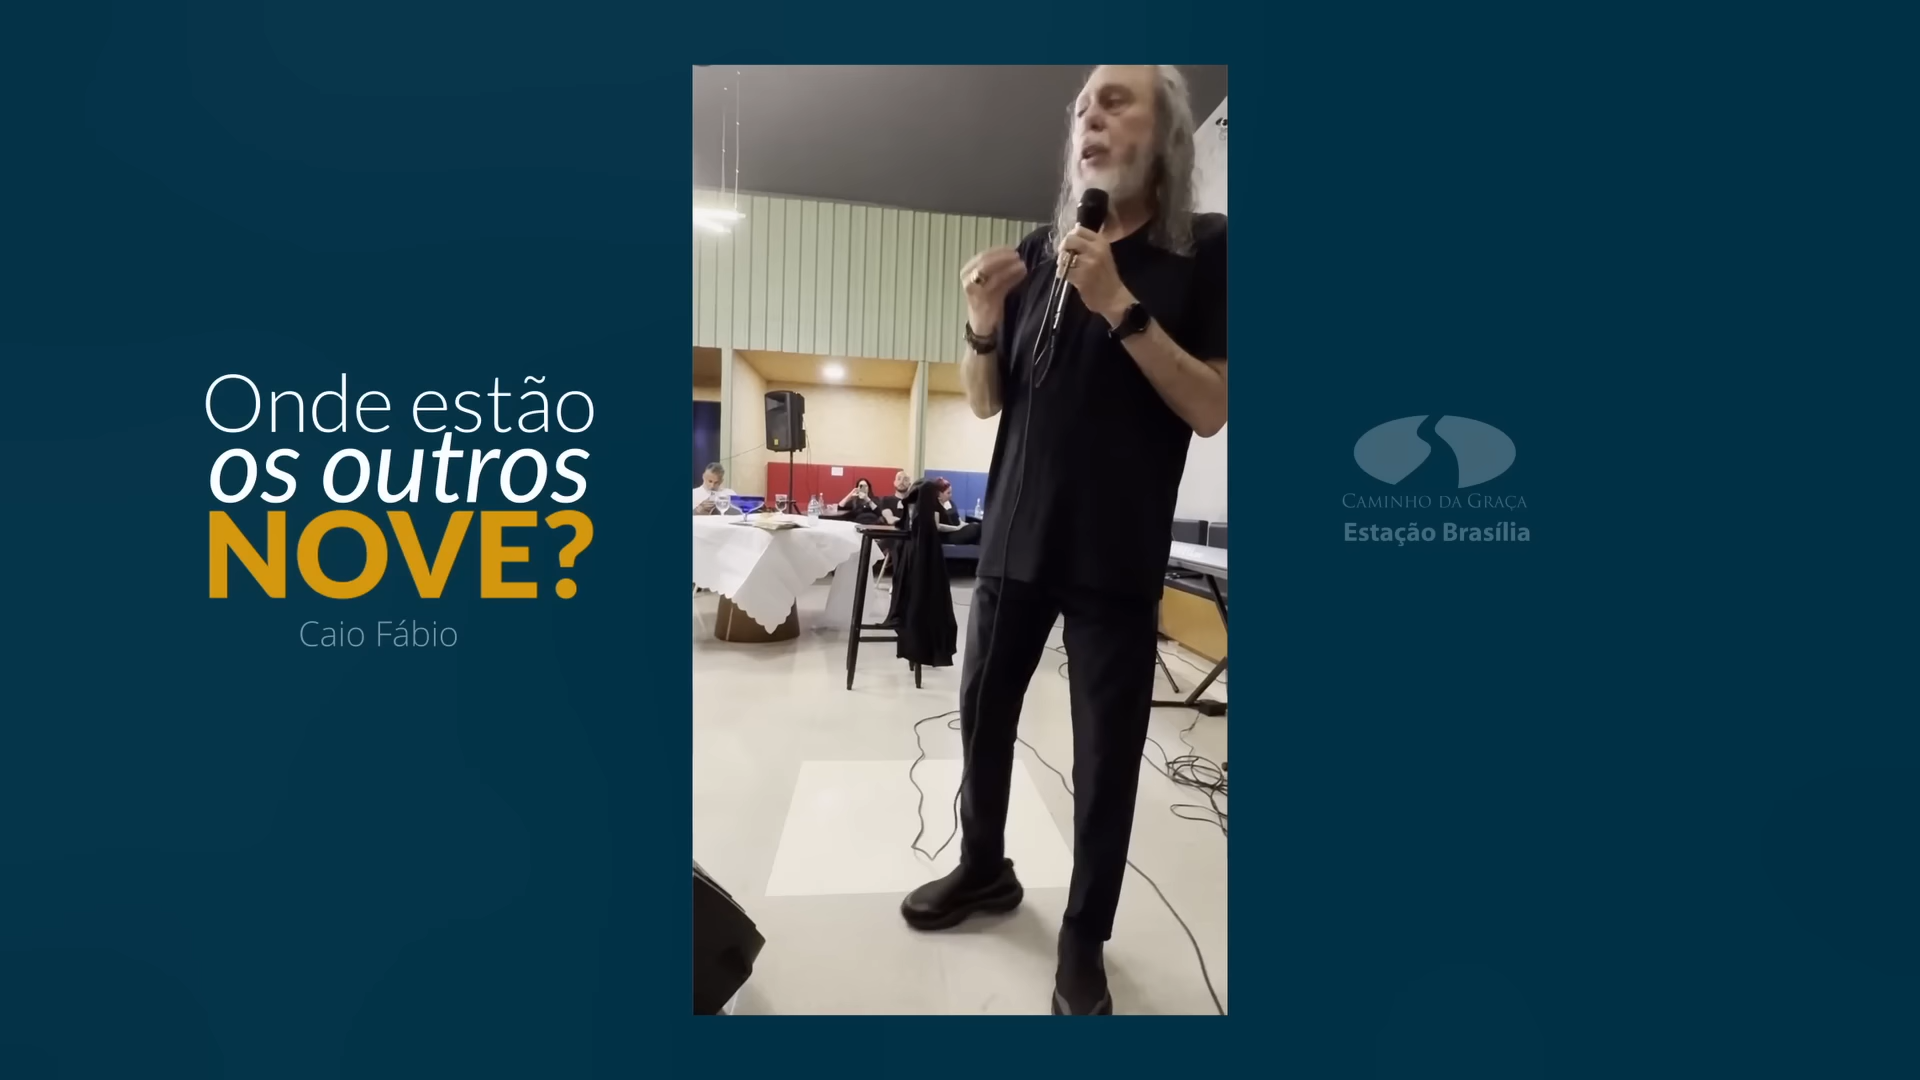 Onde estão
os outros
NOVE?
Caio Fábio
CAMINHO DA GRAÇA
Estação Brasília